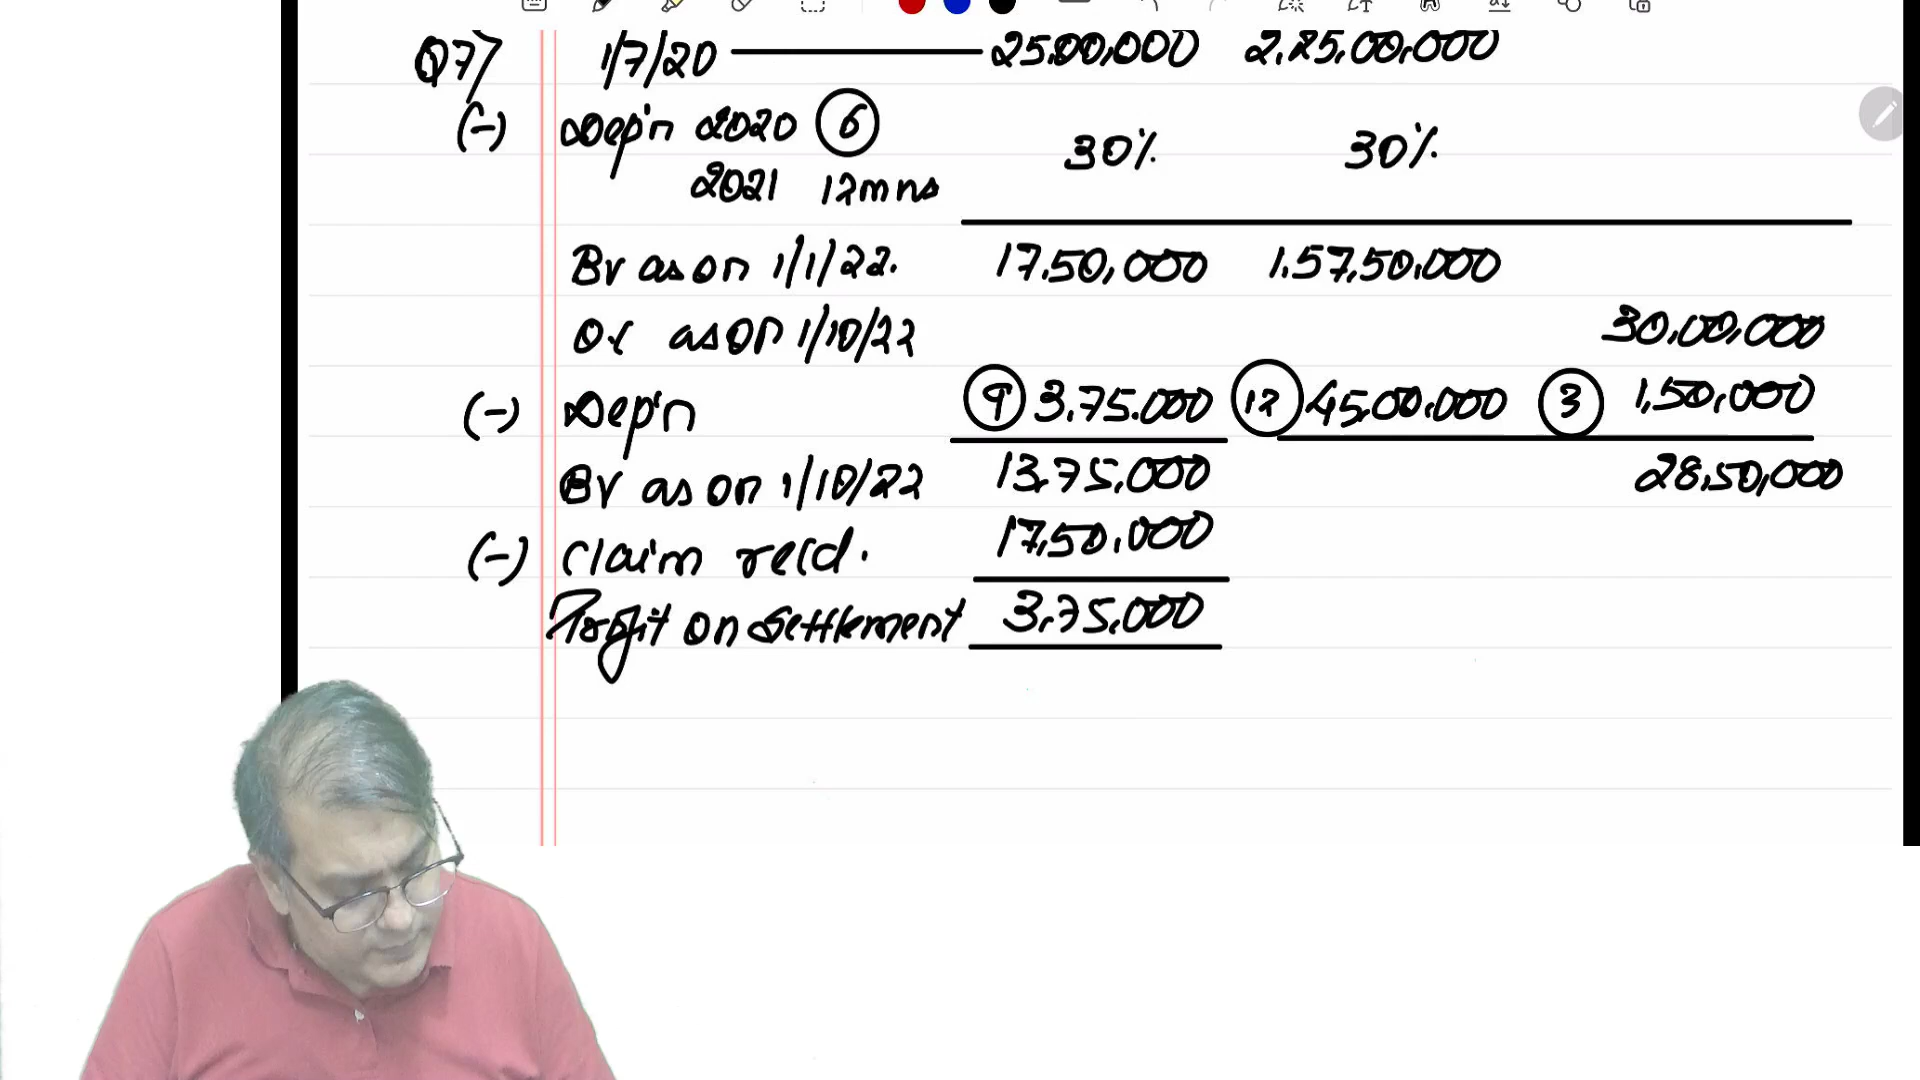 Q7) 1/7/20 — 25,00,000 2,25,00,000
(-) Dep'n 2020 6 30% 30%
2021 12mns
BV as on 1/1/22. 17,50,000 1,57,50,000
OC as on 1/10/22 30,00,000
(-) Dep'n 9 3,75,000 12 45,00,000 3 1,50,000
BV as on 1/10/22 13,75,000 28,50,000
(-) Claim recd. 17,50,000
Profit on Settlement 3,75,000